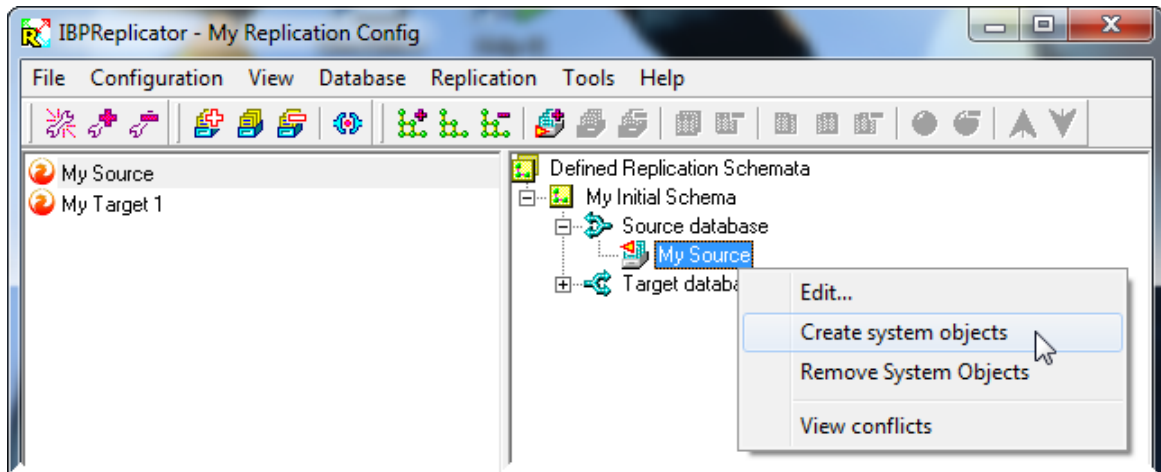 IBPReplicator - My Replication Config
File Configuration View Database Replication Tools Help
My Source
My Target 1
Defined Replication Schemata
My Initial Schema
Source database
My Source
Target databa
Edit...
Create system objects
Remove System Objects
View conflicts